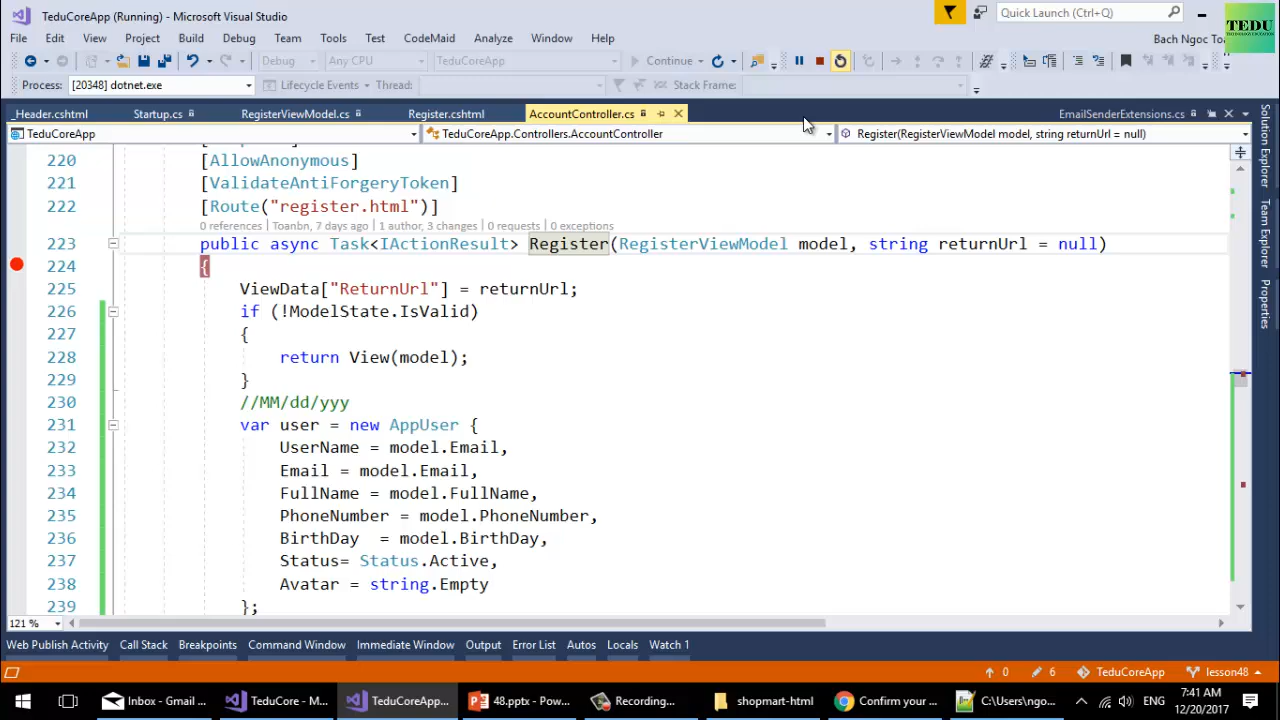 TeduCoreApp (Running) - Microsoft Visual Studio
Quick Launch (Ctrl+Q)
TEDU
File Edit View Project Build Debug Team Tools Test CodeMaid Analyze Window Help
Bach Ngoc Toa
Debug Any CPU TeduCoreApp Continue
Process: [20348] dotnet.exe Lifecycle Events Thread: Stack Frame:
_Header.cshtml Startup.cs RegisterViewModel.cs Register.cshtml AccountController.cs EmailSenderExtensions.cs
TeduCoreApp TeduCoreApp.Controllers.AccountController Register(RegisterViewModel model, string returnUrl = null)
Solution Explorer
Team Explorer
Properties
220 [AllowAnonymous]
221 [ValidateAntiForgeryToken]
222 [Route("register.html")]
0 references | Toanbn, 7 days ago | 1 author, 3 changes | 0 requests | 0 exceptions
223 public async Task<IActionResult> Register(RegisterViewModel model, string returnUrl = null)
224 {
225 ViewData["ReturnUrl"] = returnUrl;
226 if (!ModelState.IsValid)
227 {
228 return View(model);
229 }
230 //MM/dd/yyy
231 var user = new AppUser {
232 UserName = model.Email,
233 Email = model.Email,
234 FullName = model.FullName,
235 PhoneNumber = model.PhoneNumber,
236 BirthDay  = model.BirthDay,
237 Status= Status.Active,
238 Avatar = string.Empty
239 };
121 %
Web Publish Activity Call Stack Breakpoints Command Window Immediate Window Output Error List Autos Locals Watch 1
0 6 TeduCoreApp lesson48
Inbox - Gmail ... TeduCore - M... TeduCoreApp... 48.pptx - Pow... Recording... shopmart-html Confirm your ... C:\Users\ngo... ENG 7:41 AM
12/20/2017